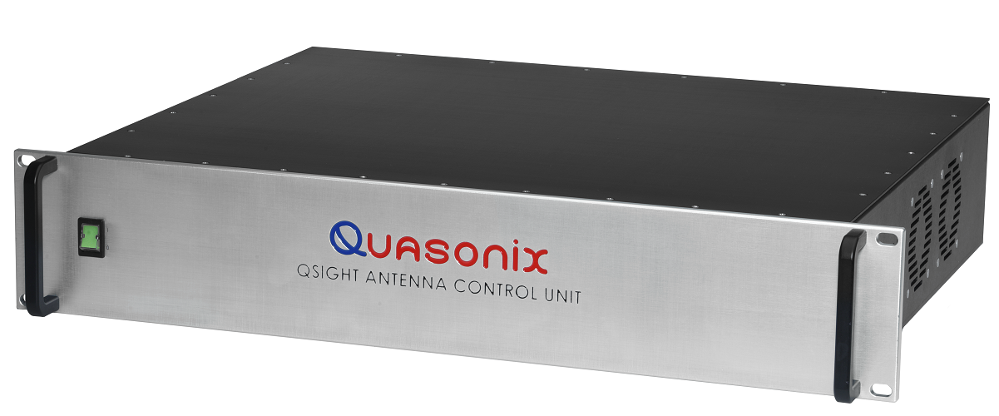 Quasonix
QSIGHT ANTENNA CONTROL UNIT